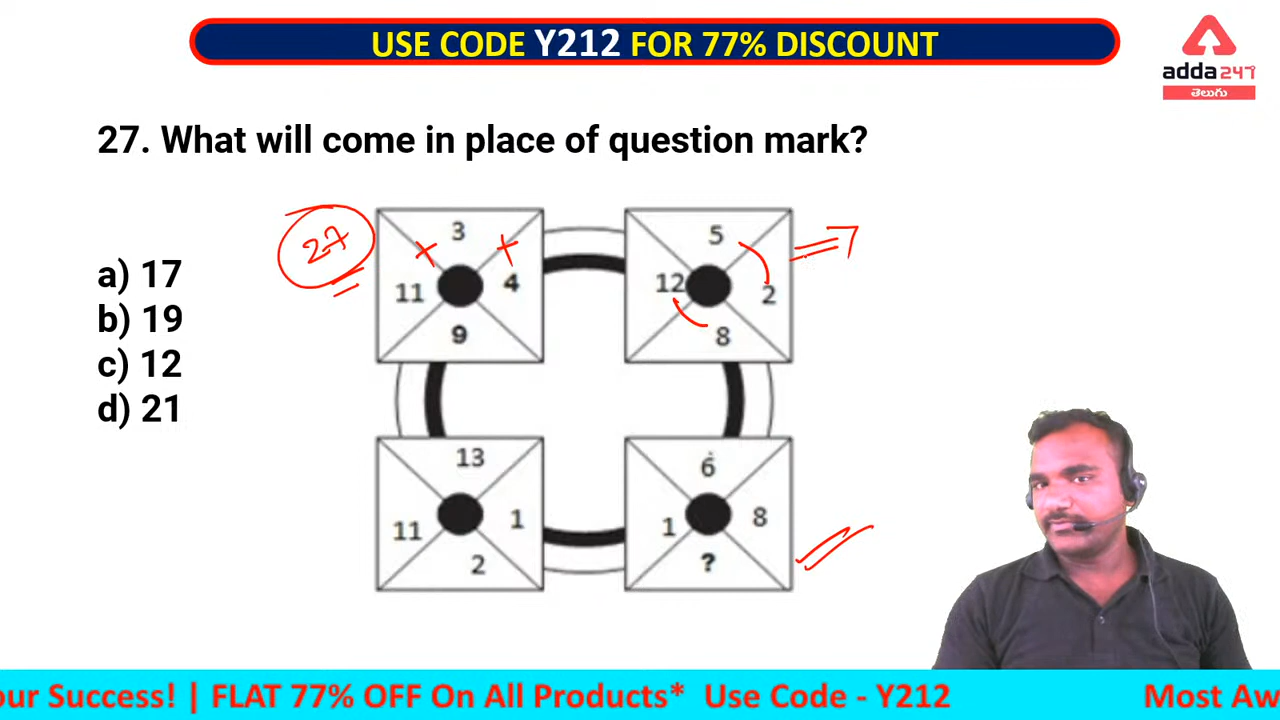 USE CODE Y212 FOR 77% DISCOUNT
adda247
తెలుగు
27. What will come in place of question mark?
a) 17
b) 19
c) 12
d) 21
27
3
11
4
9
5
12
2
8
13
11
1
2
6
1
8
?
our Success! | FLAT 77% OFF On All Products* Use Code - Y212
Most Aw